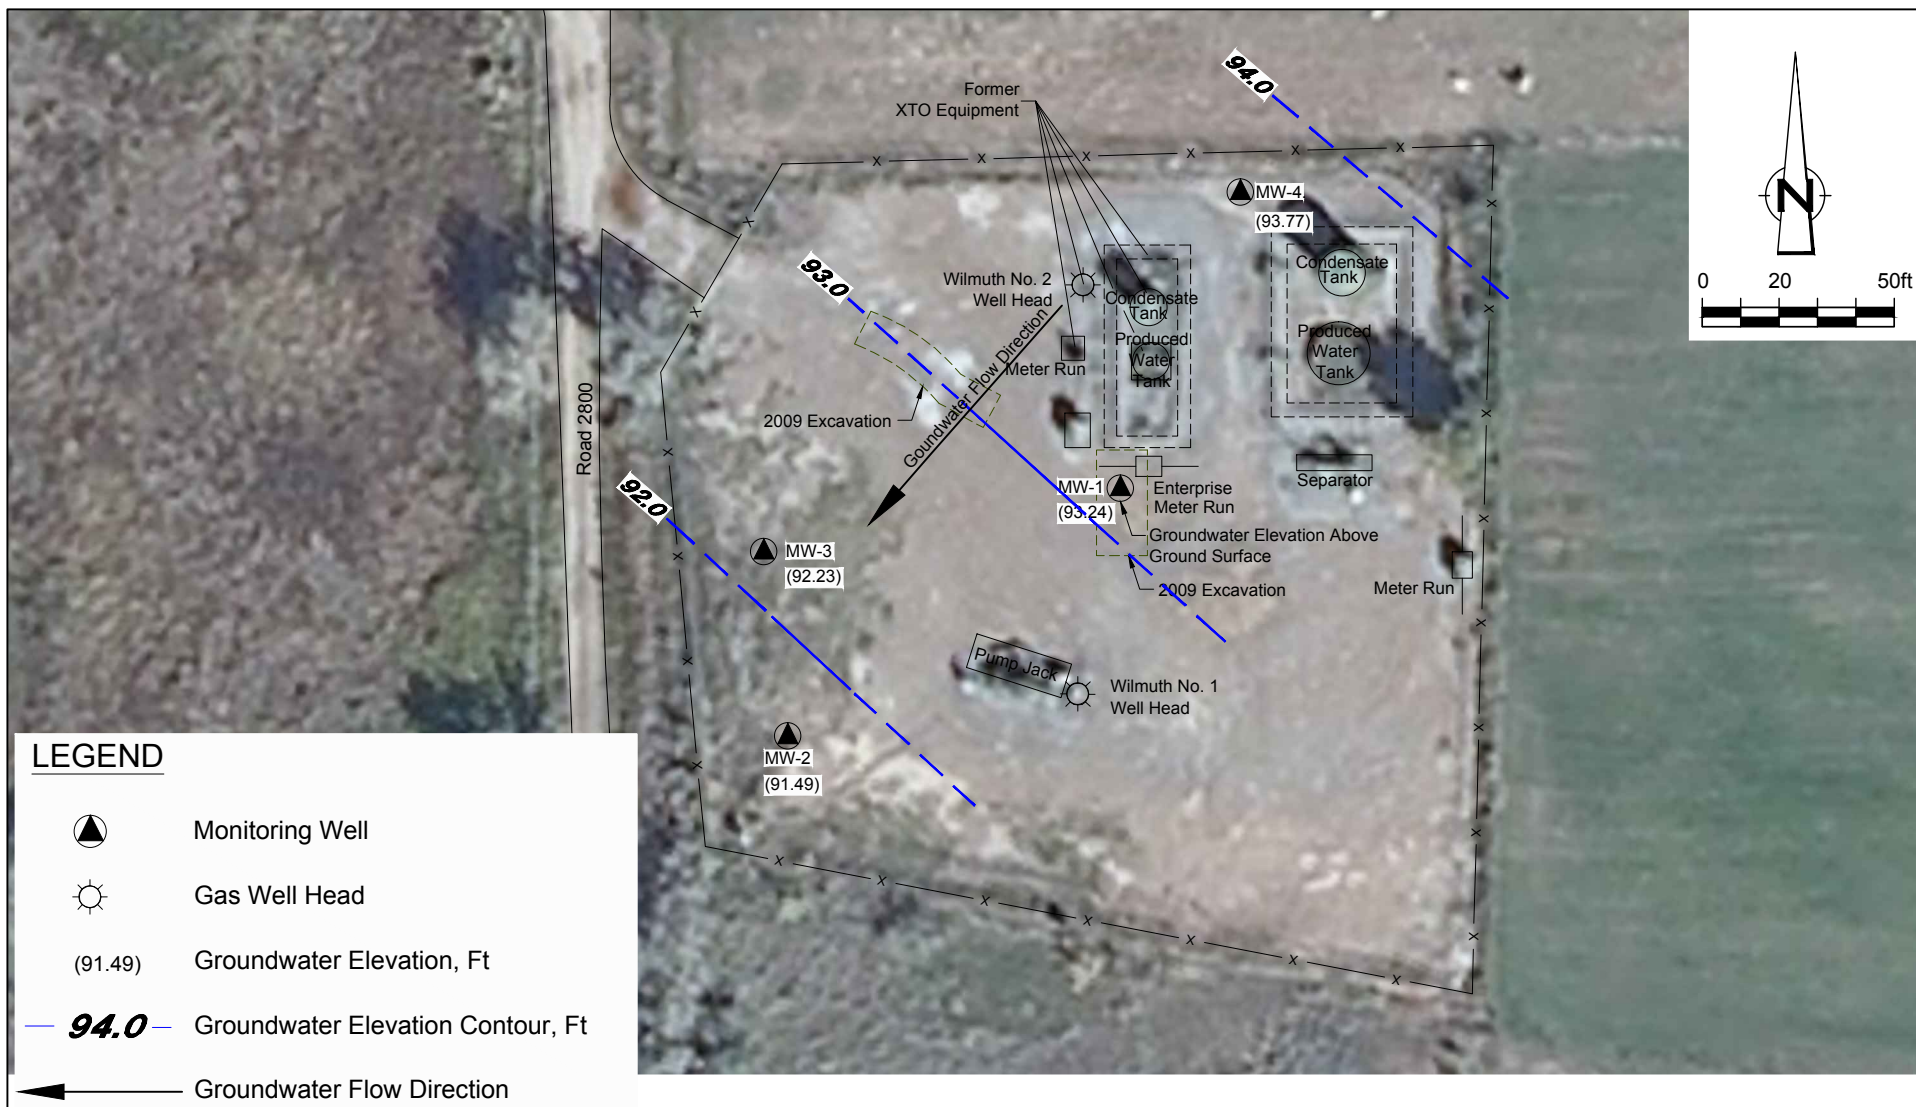 94.0
Former
XTO Equipment
N
0 20 50ft
MW-4
(93.77)
93.0
Wilmuth No. 2
Well Head
Condensate
Tank
Condensate
Tank
Produced
Water
Tank
Produced
Water
Tank
Meter Run
Goundwater Flow Direction
2009 Excavation
Road 2800
92.0
MW-1
(93.24)
Enterprise
Meter Run
Separator
Groundwater Elevation Above
Ground Surface
2009 Excavation
MW-3
(92.23)
Meter Run
Pump Jack
Wilmuth No. 1
Well Head
MW-2
(91.49)
LEGEND
Monitoring Well
Gas Well Head
(91.49) Groundwater Elevation, Ft
94.0 Groundwater Elevation Contour, Ft
Groundwater Flow Direction